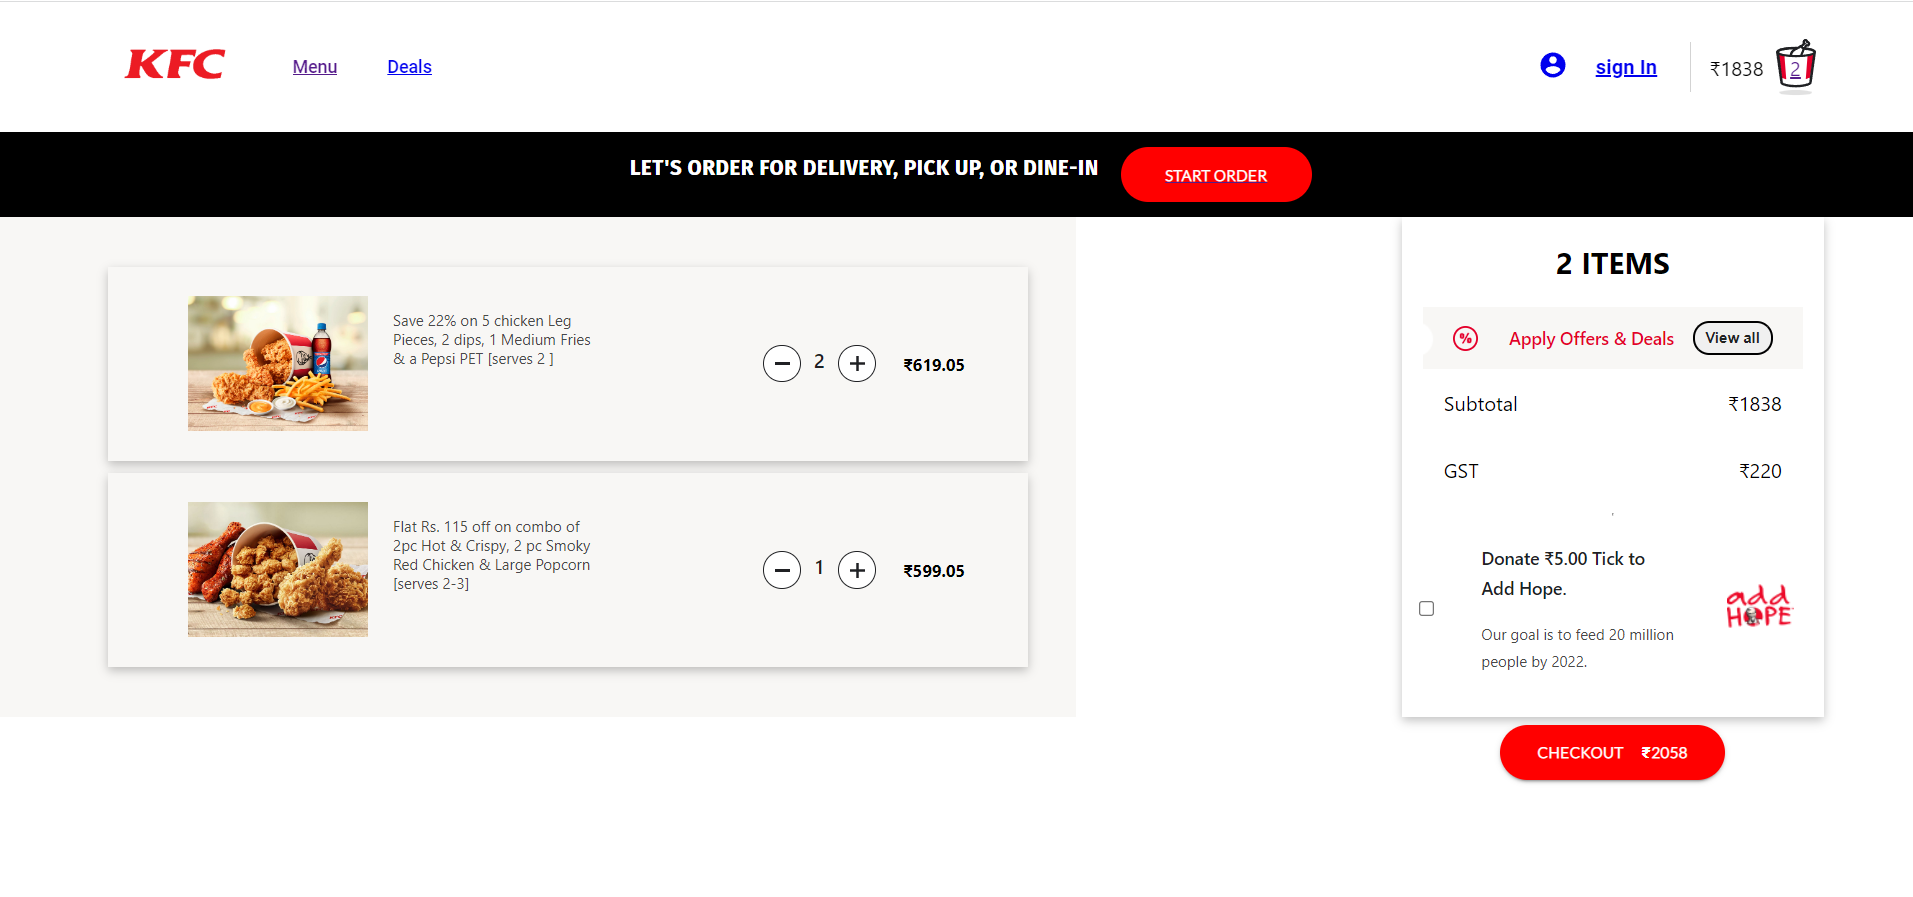 KFC
Menu
Deals
sign In
₹1838
2
LET'S ORDER FOR DELIVERY, PICK UP, OR DINE-IN
START ORDER
Save 22% on 5 chicken Leg
Pieces, 2 dips, 1 Medium Fries
& a Pepsi PET [serves 2 ]
2
₹619.05
Flat Rs. 115 off on combo of
2pc Hot & Crispy, 2 pc Smoky
Red Chicken & Large Popcorn
[serves 2-3]
1
₹599.05
2 ITEMS
% Apply Offers & Deals
View all
Subtotal
₹1838
GST
₹220
Donate ₹5.00 Tick to
Add Hope.
add
HOPE
Our goal is to feed 20 million
people by 2022.
CHECKOUT ₹2058